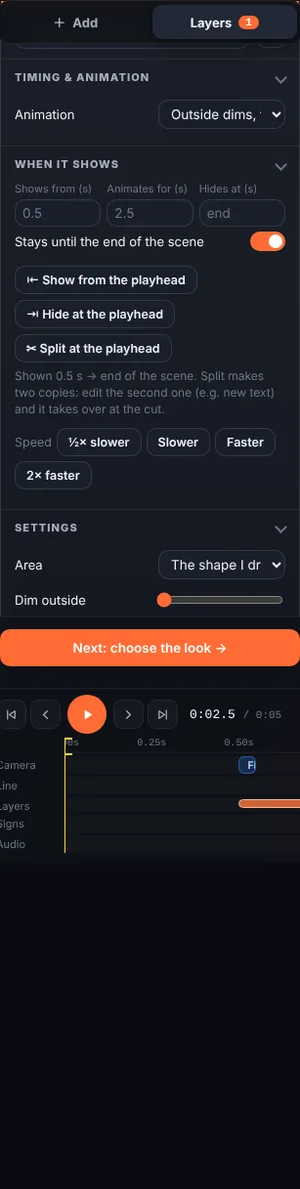 + Add
Layers 1
TIMING & ANIMATION
Animation
Outside dims,
WHEN IT SHOWS
Shows from (s) Animates for (s) Hides at (s)
0.5 2.5 end
Stays until the end of the scene
⇤ Show from the playhead
⇥ Hide at the playhead
✂ Split at the playhead
Shown 0.5 s → end of the scene. Split makes
two copies: edit the second one (e.g. new text)
and it takes over at the cut.
Speed ½× slower Slower Faster
2× faster
SETTINGS
Area
The shape I dr
Dim outside
Next: choose the look →
0:02.5 / 0:05
0.25s 0.50s
Camera
Fi
Line
Layers
Signs
Audio